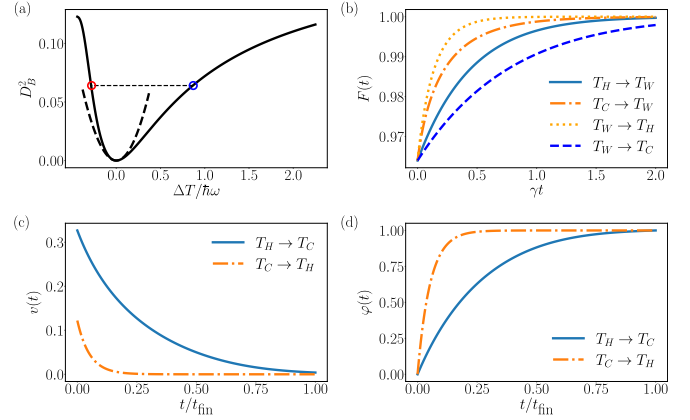 (a)
0.10
0.05
0.00
D_B^2
0.0 0.5 1.0 1.5 2.0
ΔT/ℏω
(b)
1.00
0.99
0.98
0.97
F(t)
T_H → T_W
T_C → T_W
T_W → T_H
T_W → T_C
0.0 0.5 1.0 1.5 2.0
γt
(c)
0.3
0.2
0.1
0.0
v(t)
T_H → T_C
T_C → T_H
0.00 0.25 0.50 0.75 1.00
t/t_fin
(d)
1.00
0.75
0.50
0.25
0.00
φ(t)
T_H → T_C
T_C → T_H
0.00 0.25 0.50 0.75 1.00
t/t_fin